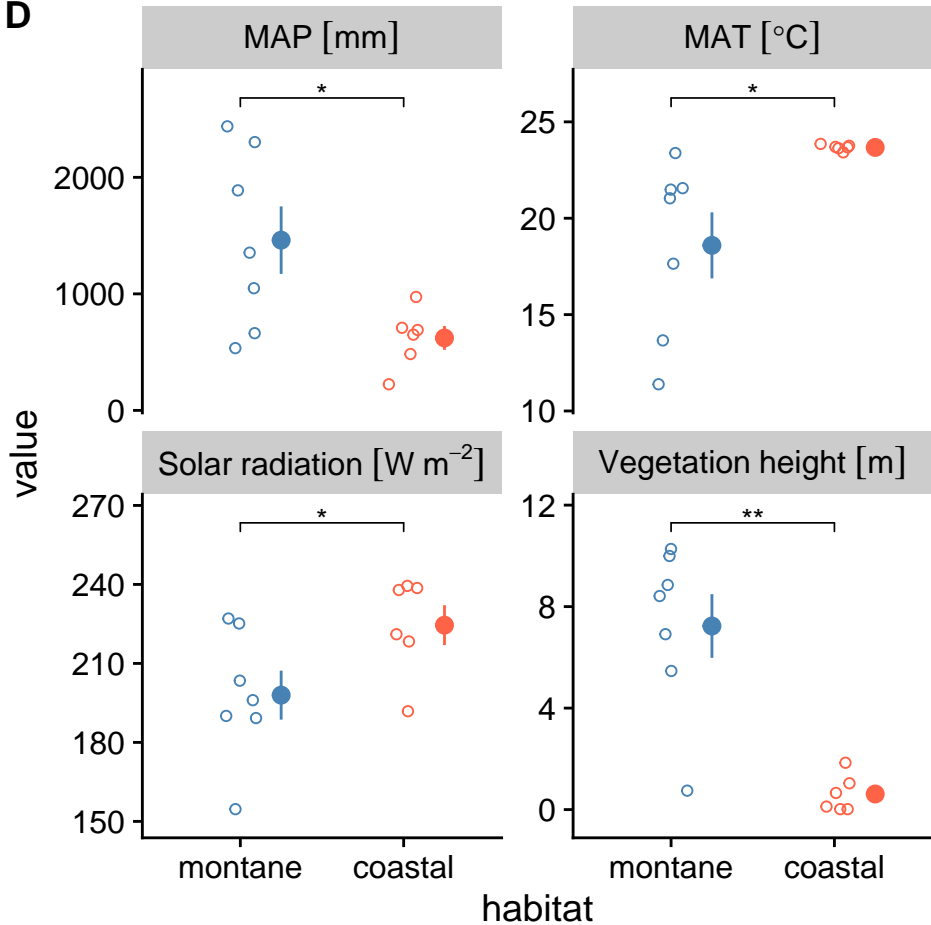 D
MAP [mm]
MAT [°C]
*
*
2000
1000
0
25
20
15
10
value
Solar radiation [W m⁻²]
Vegetation height [m]
*
**
270
240
210
180
150
12
8
4
0
montane
coastal
montane
coastal
habitat